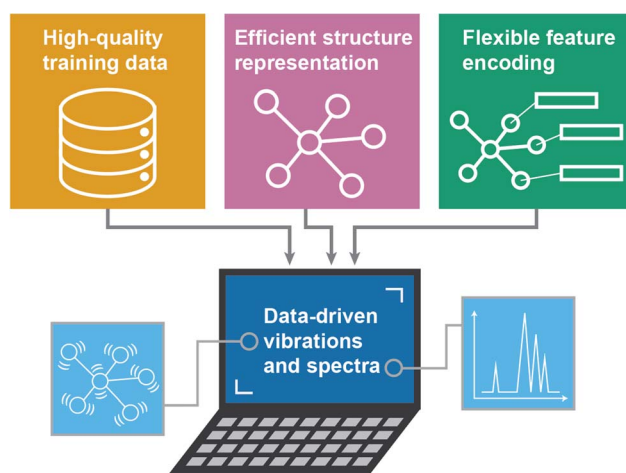 High-quality
training data
Efficient structure
representation
Flexible feature
encoding
Data-driven
vibrations
and spectra